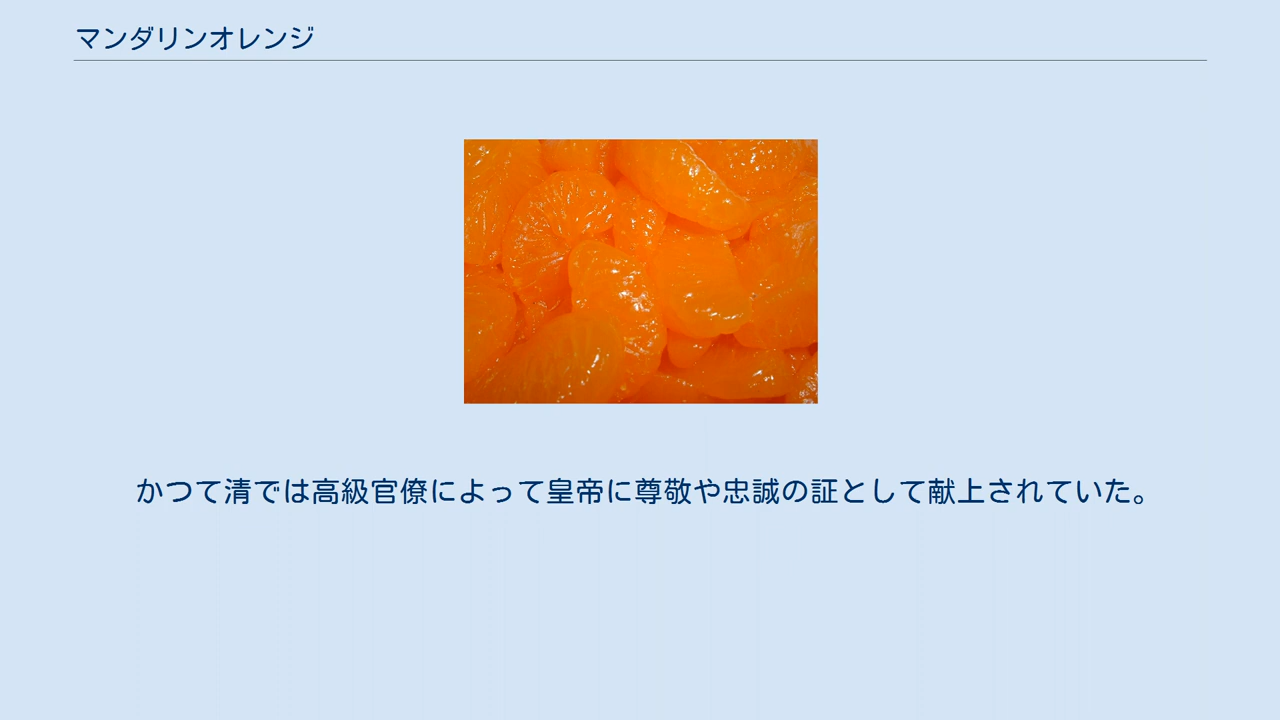 マンダリンオレンジ
かつて清では高級官僚によって皇帝に尊敬や忠誠の証として献上されていた。